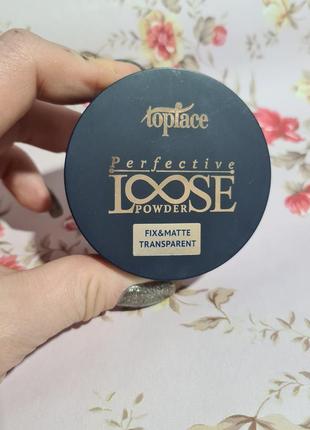 topface
Perfective
LOOSE
POWDER
FIX&MATTE
TRANSPARENT